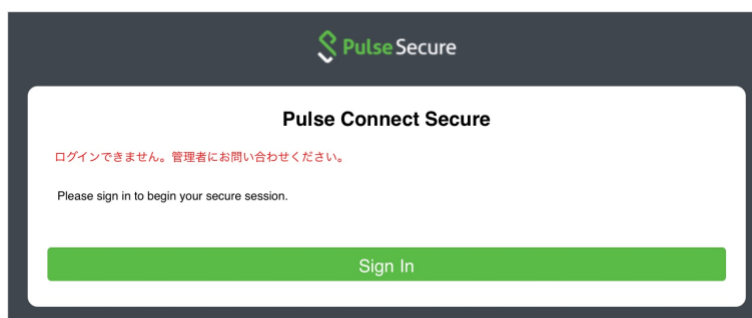 Pulse Secure
Pulse Connect Secure
ログインできません。管理者にお問い合わせください。
Please sign in to begin your secure session.
Sign In